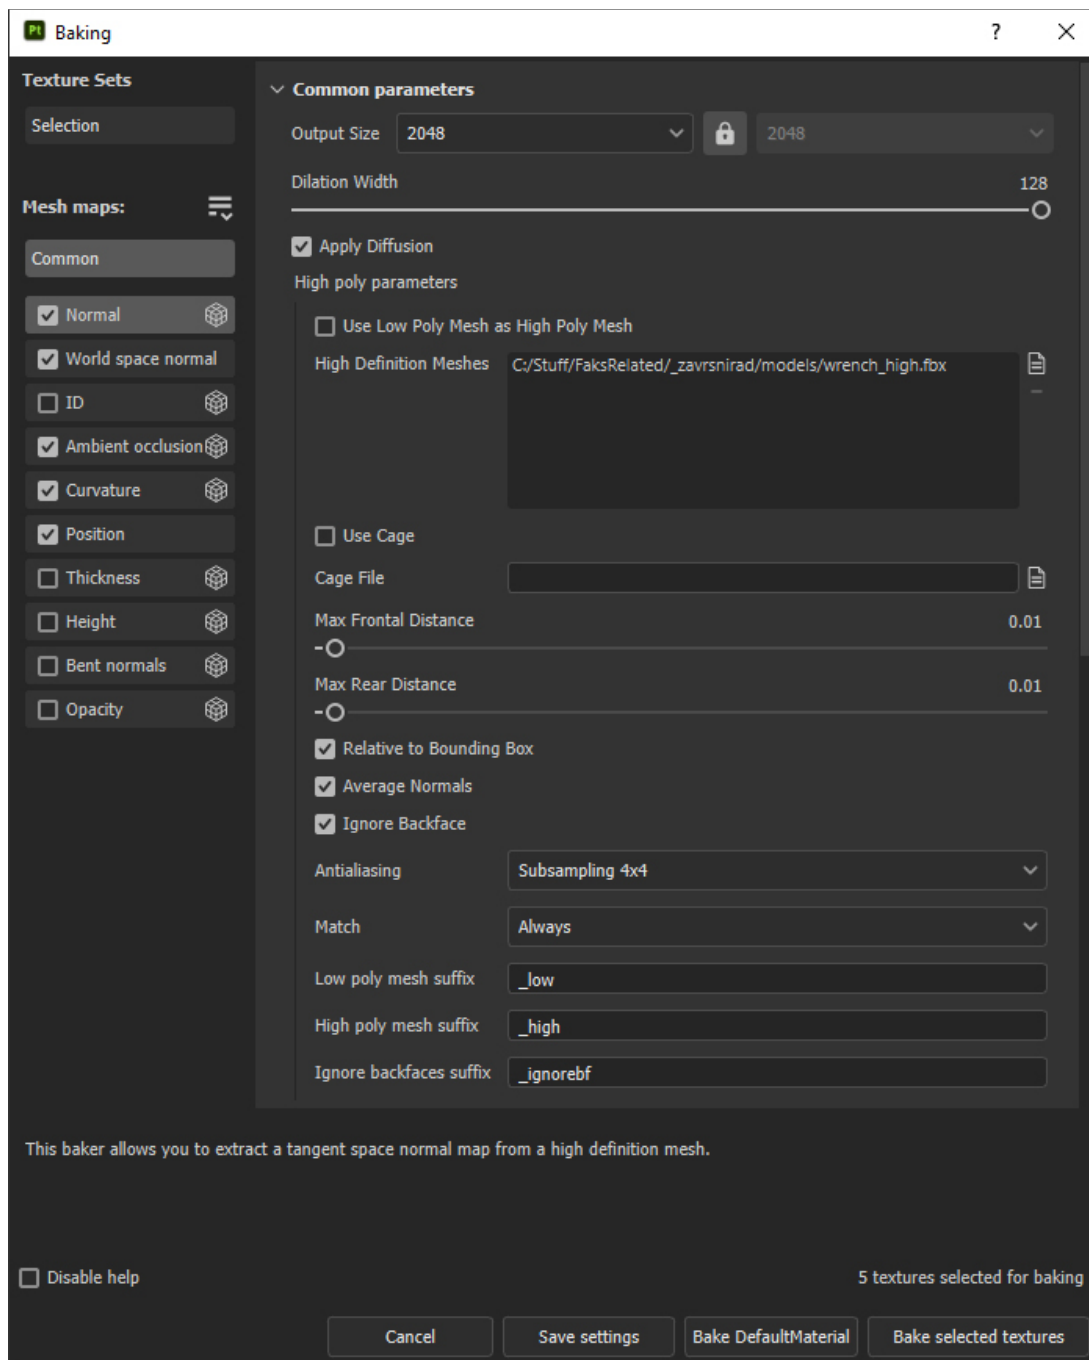 Pt Baking ? 
Texture Sets
Selection
Mesh maps:
Common
Normal
World space normal
ID
Ambient occlusion
Curvature
Position
Thickness
Height
Bent normals
Opacity
Common parameters
Output Size 2048 2048
Dilation Width 128
Apply Diffusion
High poly parameters
Use Low Poly Mesh as High Poly Mesh
High Definition Meshes C:/Stuff/FaksRelated/_zavrsnirad/models/wrench_high.fbx
Use Cage
Cage File
Max Frontal Distance 0.01
Max Rear Distance 0.01
Relative to Bounding Box
Average Normals
Ignore Backface
Antialiasing Subsampling 4x4
Match Always
Low poly mesh suffix _low
High poly mesh suffix _high
Ignore backfaces suffix _ignorebf
This baker allows you to extract a tangent space normal map from a high definition mesh.
Disable help 5 textures selected for baking
Cancel Save settings Bake DefaultMaterial Bake selected textures